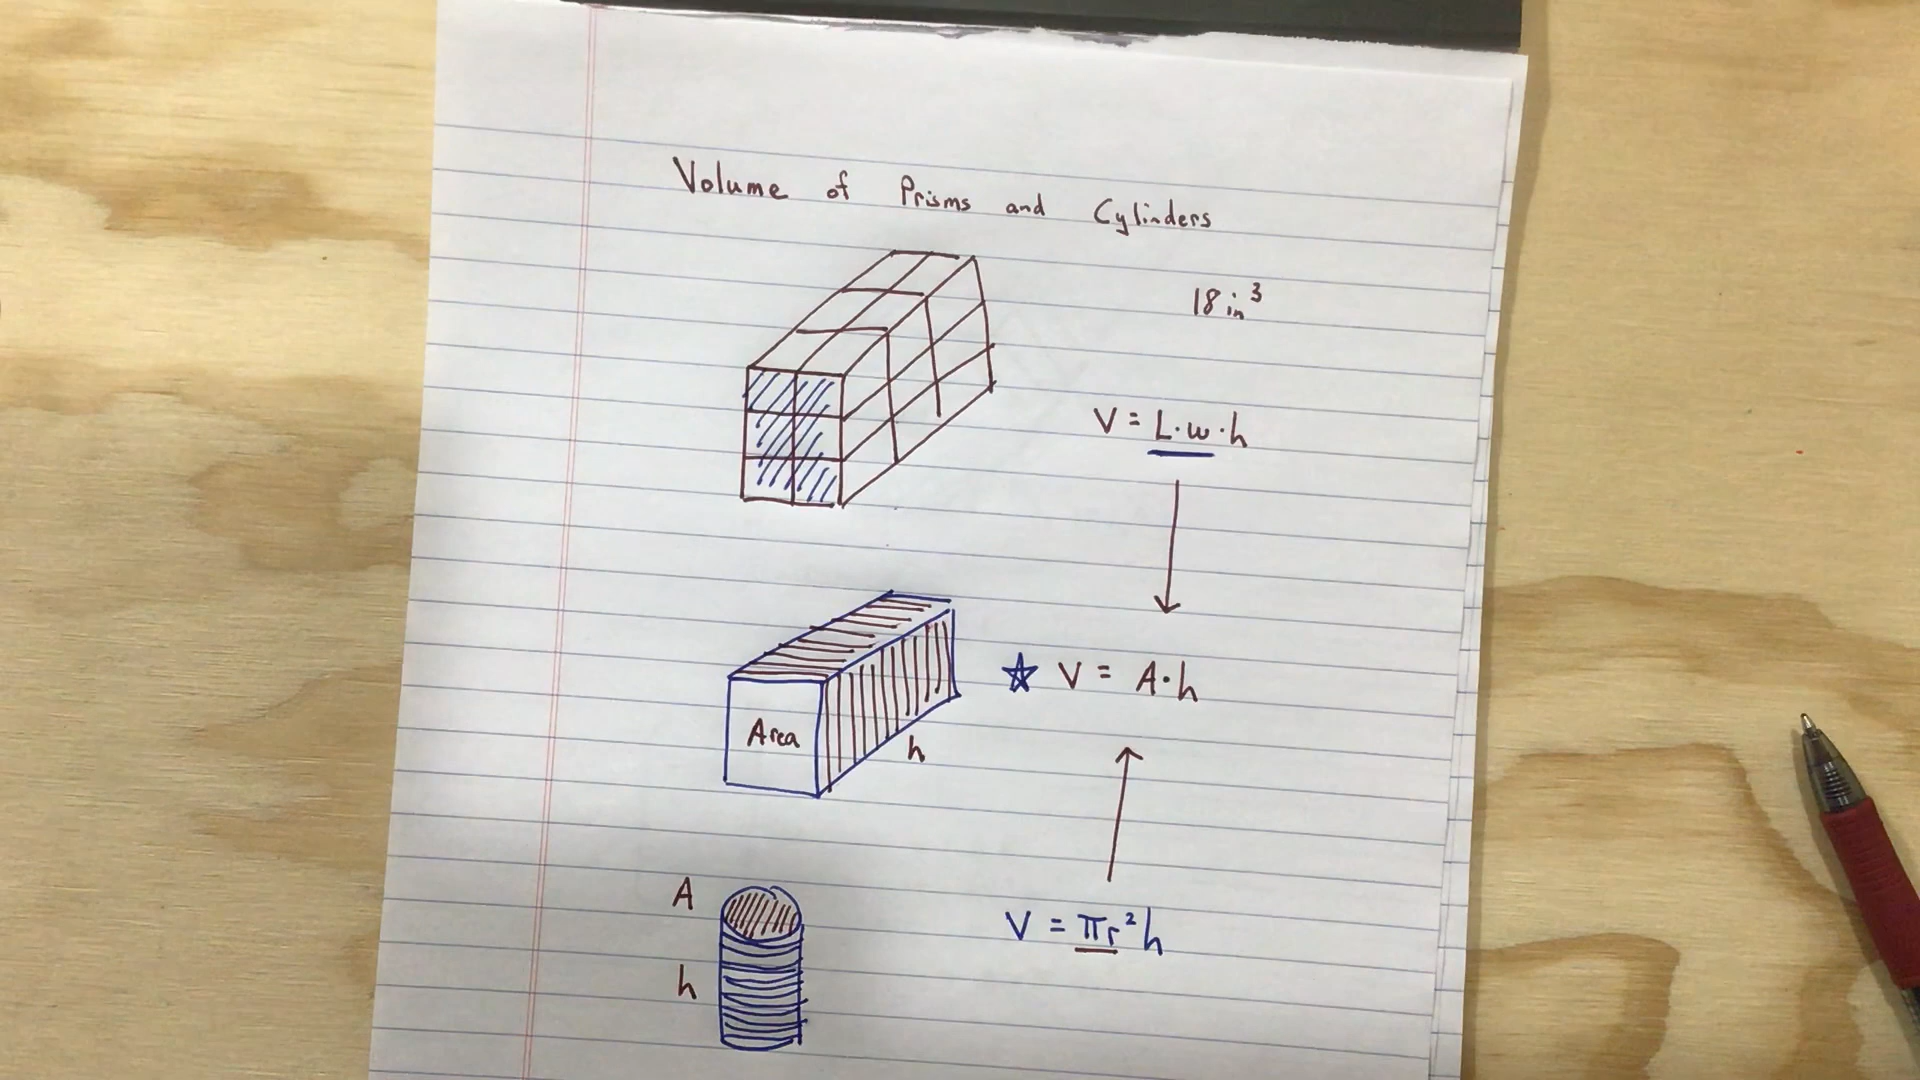 Volume of Prisms and Cylinders
18 in³
V = L·w·h
Area
h
☆ V = A·h
A
h
V = πr²h